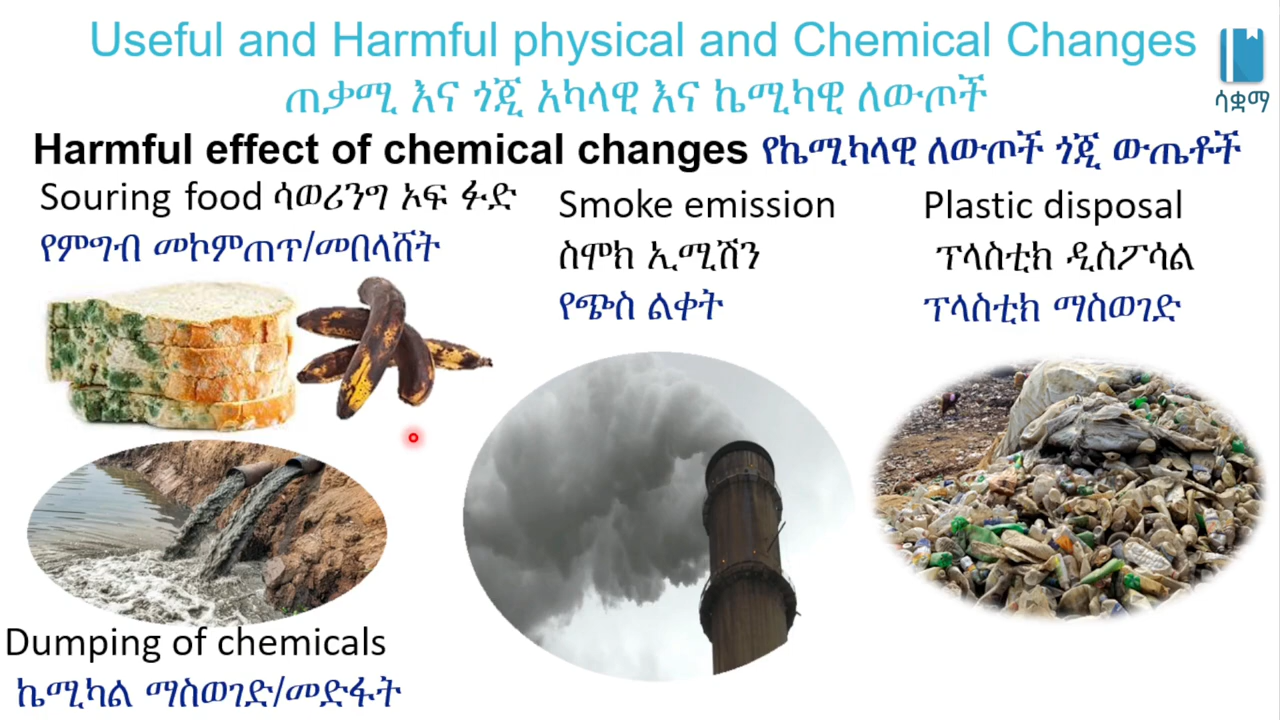 Useful and Harmful physical and Chemical Changes
ጠቃሚ እና ጎጂ አካላዊ እና ኬሚካዊ ለውጦች
ሳቋማ
Harmful effect of chemical changes የኬሚካላዊ ለውጦች ጎጂ ውጤቶች
Souring food ሳወሪንግ ኦፍ ፉድ
የምግብ መኮምጠጥ/መበላሸት
Smoke emission
ስሞክ ኢሚሽን
የጭስ ልቀት
Plastic disposal
ፕላስቲክ ዲስፖሳል
ፕላስቲክ ማስወገድ
Dumping of chemicals
ኬሚካል ማስወገድ/መድፋት